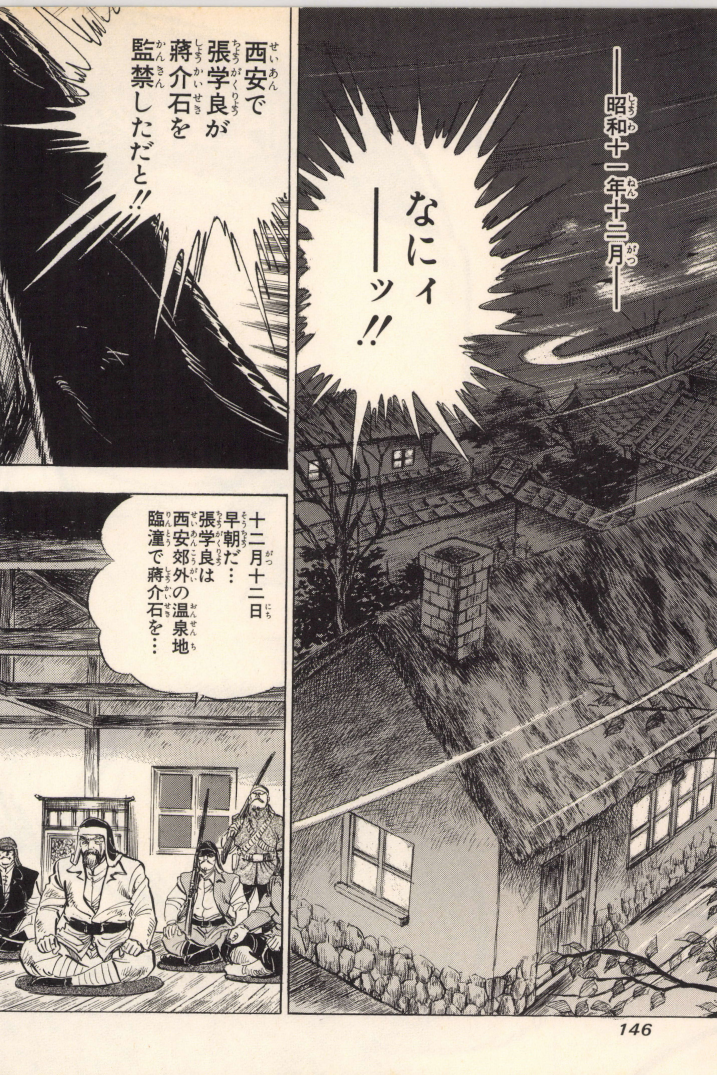 ――昭和十一年十二月――
なにィ
――ッ!!
西安で
張学良が
蔣介石を
監禁しただと!!
十二月十二日
早朝だ…
張学良は
西安郊外の温泉地
臨潼で蔣介石を…
146